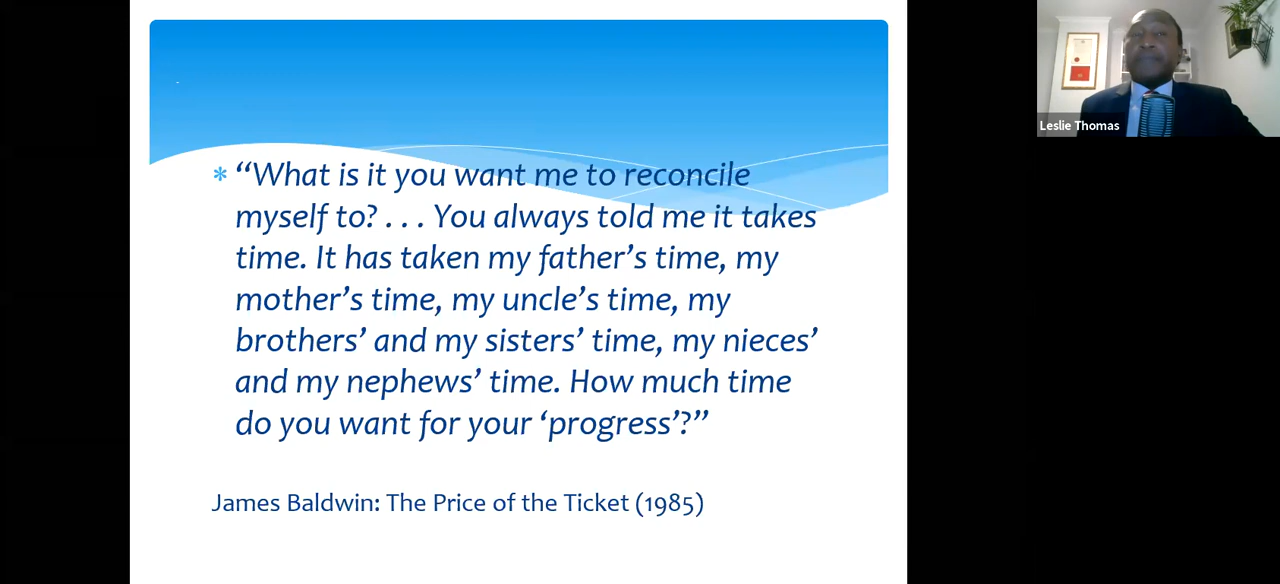 * “What is it you want me to reconcile
myself to? . . . You always told me it takes
time. It has taken my father’s time, my
mother’s time, my uncle’s time, my
brothers’ and my sisters’ time, my nieces’
and my nephews’ time. How much time
do you want for your ‘progress’?”
James Baldwin: The Price of the Ticket (1985)
Leslie Thomas